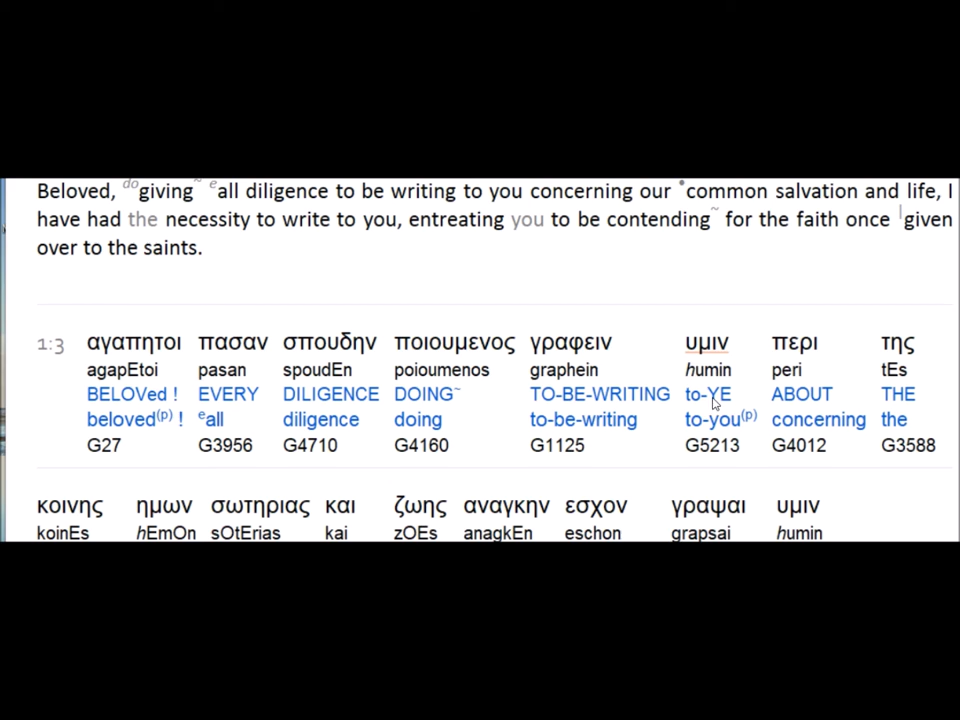 Beloved, do giving~ e all diligence to be writing to you concerning our •common salvation and life, I
have had the necessity to write to you, entreating you to be contending~ for the faith once |given
over to the saints.
1:3 αγαπητοι πασαν σπουδην ποιουμενος γραφειν υμιν περι της
agapEtoi pasan spoudEn poioumenos graphein humin peri tEs
BELOVed ! EVERY DILIGENCE DOING~ TO-BE-WRITING to-YE ABOUT THE
beloved(p) ! e all diligence doing to-be-writing to-you(p) concerning the
G27 G3956 G4710 G4160 G1125 G5213 G4012 G3588
κοινης ημων σωτηριας και ζωης αναγκην εσχον γραψαι υμιν
koinEs hEmOn sOtErias kai zOEs anagkEn eschon grapsai humin